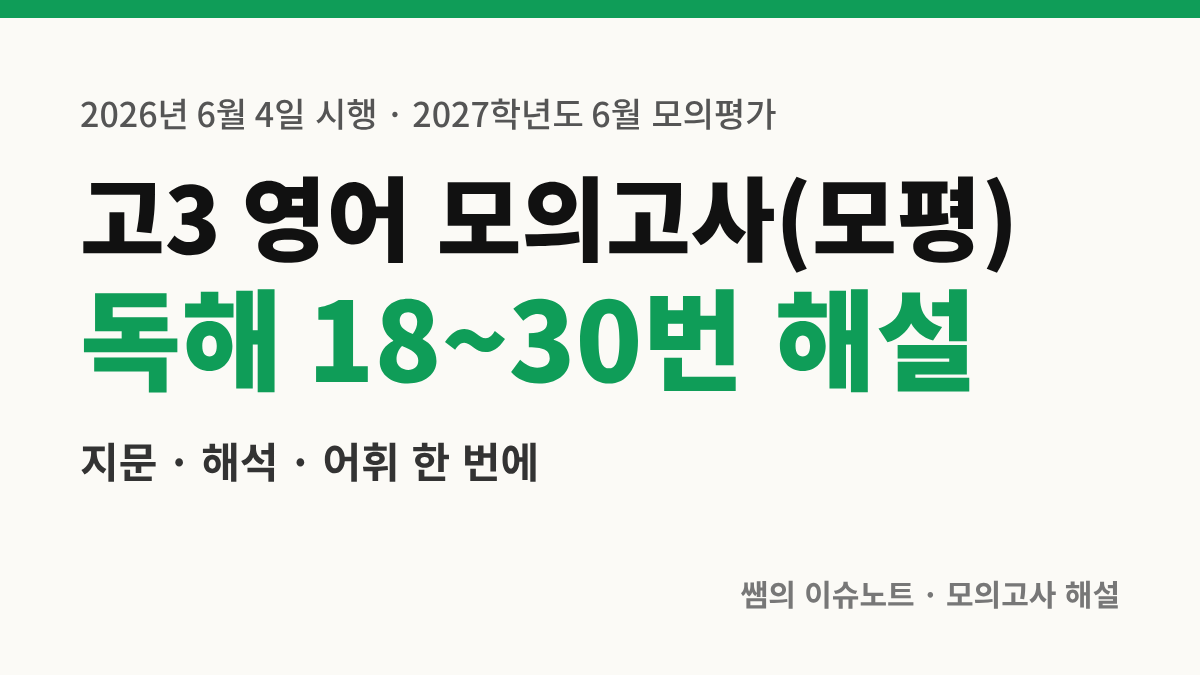 2026년 6월 4일 시행 · 2027학년도 6월 모의평가
고3 영어 모의고사(모평)
독해 18~30번 해설
지문 · 해석 · 어휘 한 번에
쌤의 이슈노트 · 모의고사 해설